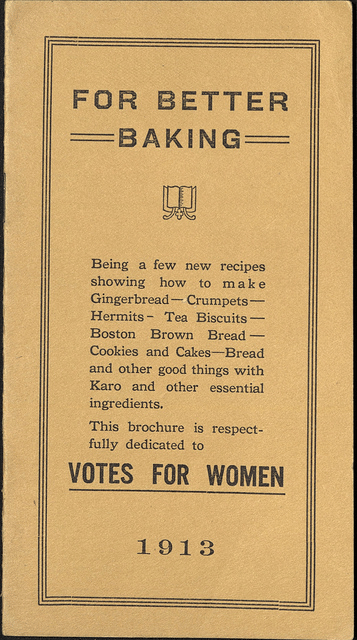 FOR BETTER
BAKING
Being a few new recipes
showing how to make
Gingerbread—Crumpets—
Hermits- Tea Biscuits—
Boston Brown Bread—
Cookies and Cakes—Bread
and other good things with
Karo and other essential
ingredients.
This brochure is respect-
fully dedicated to
VOTES FOR WOMEN
1913